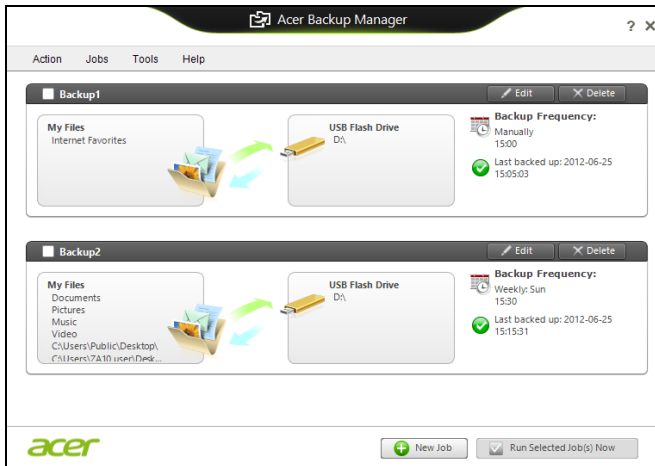 Acer Backup Manager
? X
Action Jobs Tools Help
Backup1
Edit
Delete
My Files
Internet Favorites
USB Flash Drive
D:\
Backup Frequency:
Manually
15:00
Last backed up: 2012-06-25
15:05:03
Backup2
Edit
Delete
My Files
Documents
Pictures
Music
Video
C:\Users\Public\Desktop\
C:\Users\ZA10 user\Desk...
USB Flash Drive
D:\
Backup Frequency:
Weekly: Sun
15:30
Last backed up: 2012-06-25
15:15:31
acer
New Job
Run Selected Job(s) Now